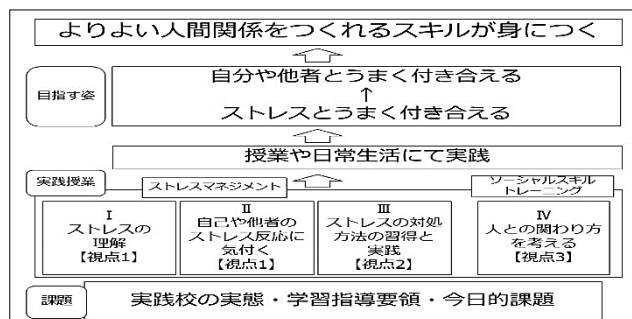 よりよい人間関係をつくれるスキルが身につく
目指す姿
自分や他者とうまく付き合える
↑
ストレスとうまく付き合える
授業や日常生活にて実践
実践授業
ストレスマネジメント
ソーシャルスキル
トレーニング
Ⅰ
ストレスの
理解
【視点1】
Ⅱ
自己や他者の
ストレス反応に
気付く
【視点1】
Ⅲ
ストレスの対処
方法の習得と
実践
【視点2】
Ⅳ
人との関わり方
を考える
【視点3】
課題
実践校の実態・学習指導要領・今日的課題